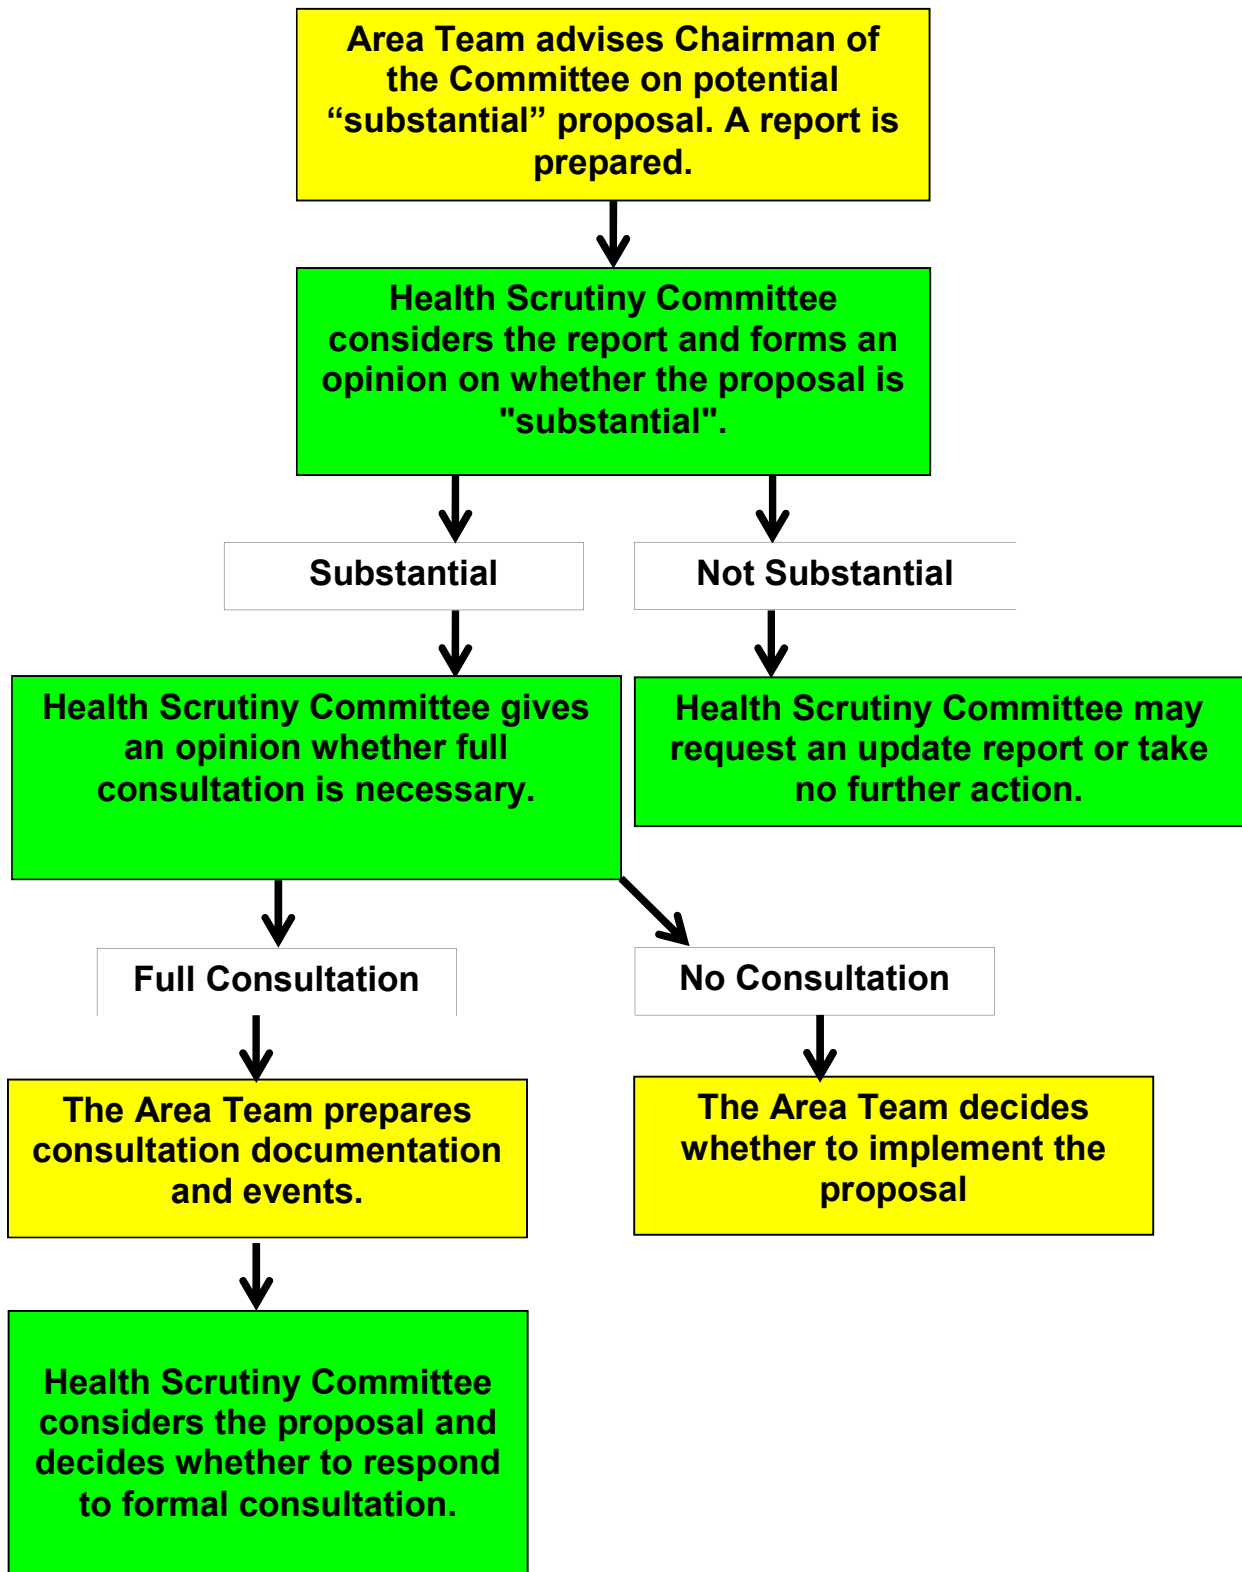 Area Team advises Chairman of
the Committee on potential
“substantial” proposal. A report is
prepared.
Health Scrutiny Committee
considers the report and forms an
opinion on whether the proposal is
"substantial".
Substantial
Not Substantial
Health Scrutiny Committee gives
an opinion whether full
consultation is necessary.
Health Scrutiny Committee may
request an update report or take
no further action.
Full Consultation
No Consultation
The Area Team prepares
consultation documentation
and events.
The Area Team decides
whether to implement the
proposal
Health Scrutiny Committee
considers the proposal and
decides whether to respond
to formal consultation.